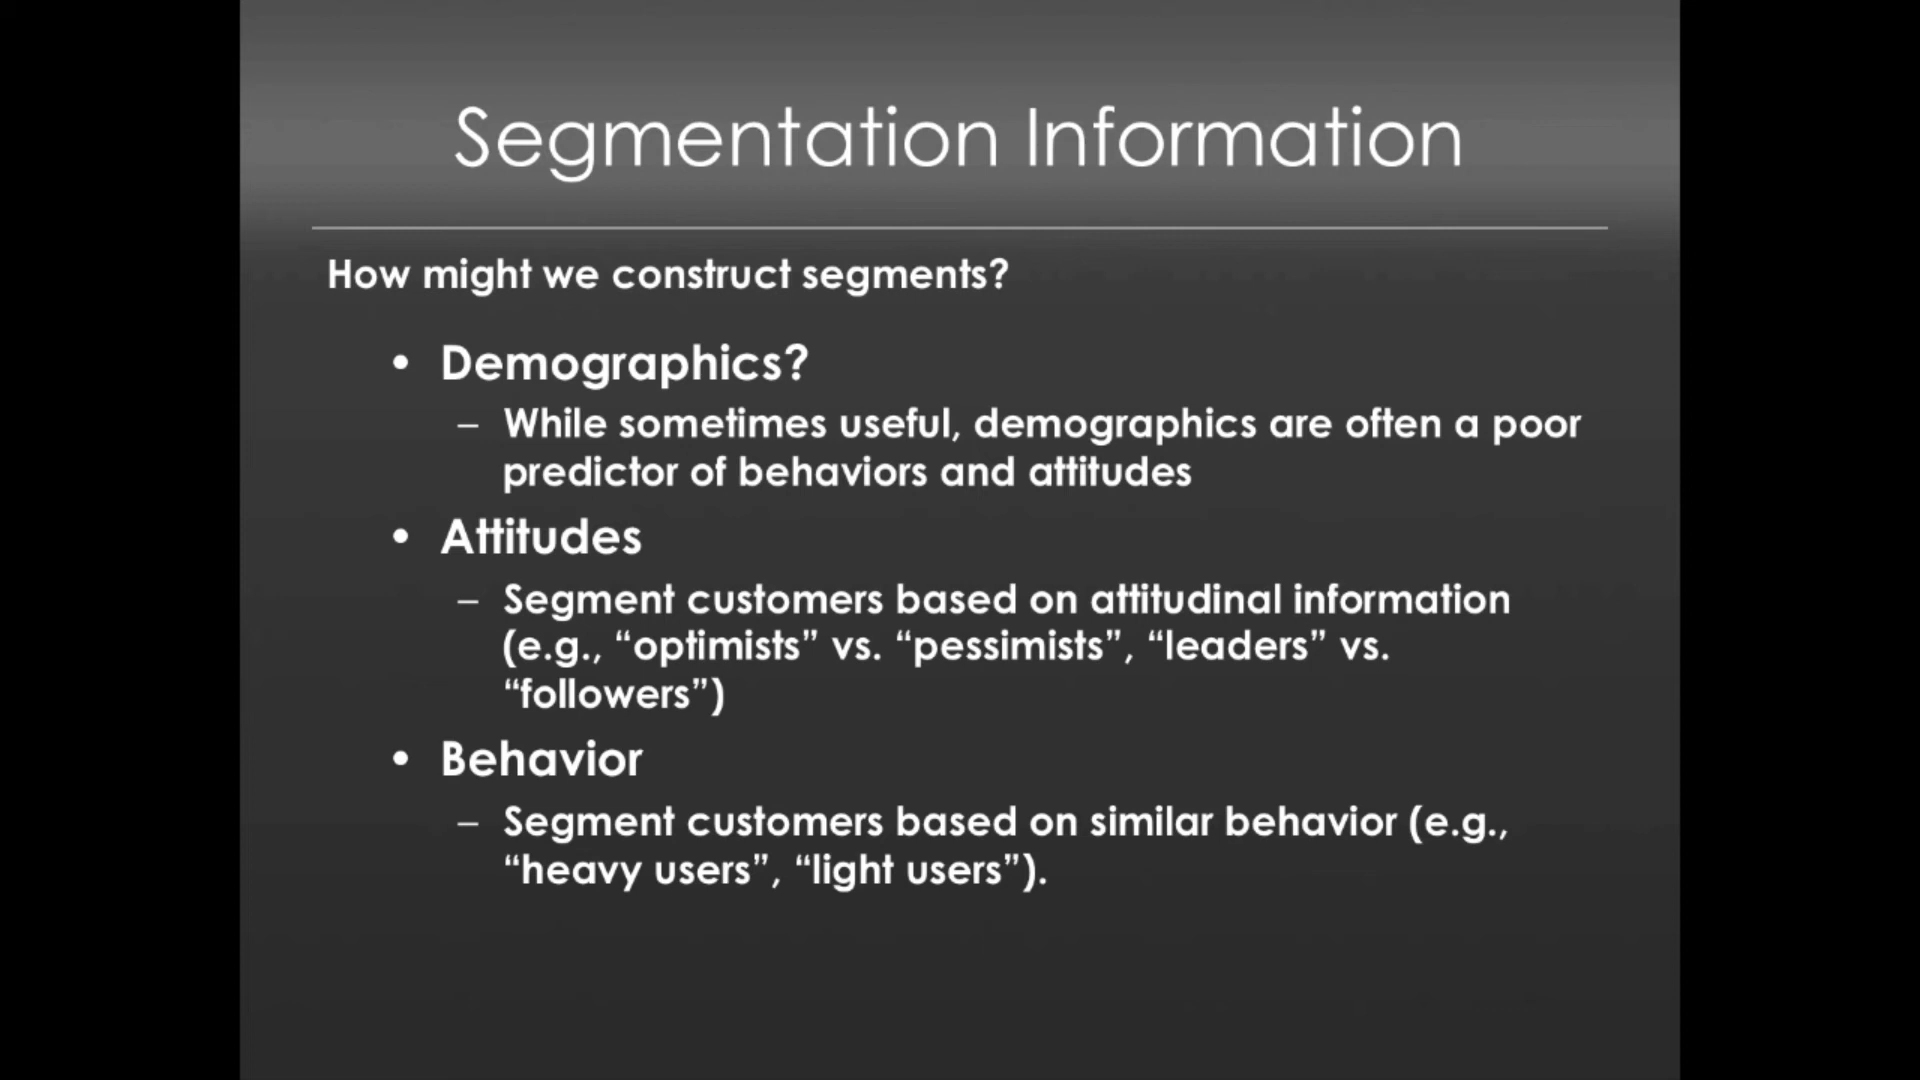 Segmentation Information
How might we construct segments?
• Demographics?
– While sometimes useful, demographics are often a poor
predictor of behaviors and attitudes
• Attitudes
– Segment customers based on attitudinal information
(e.g., “optimists” vs. “pessimists”, “leaders” vs.
“followers”)
• Behavior
– Segment customers based on similar behavior (e.g.,
“heavy users”, “light users”).